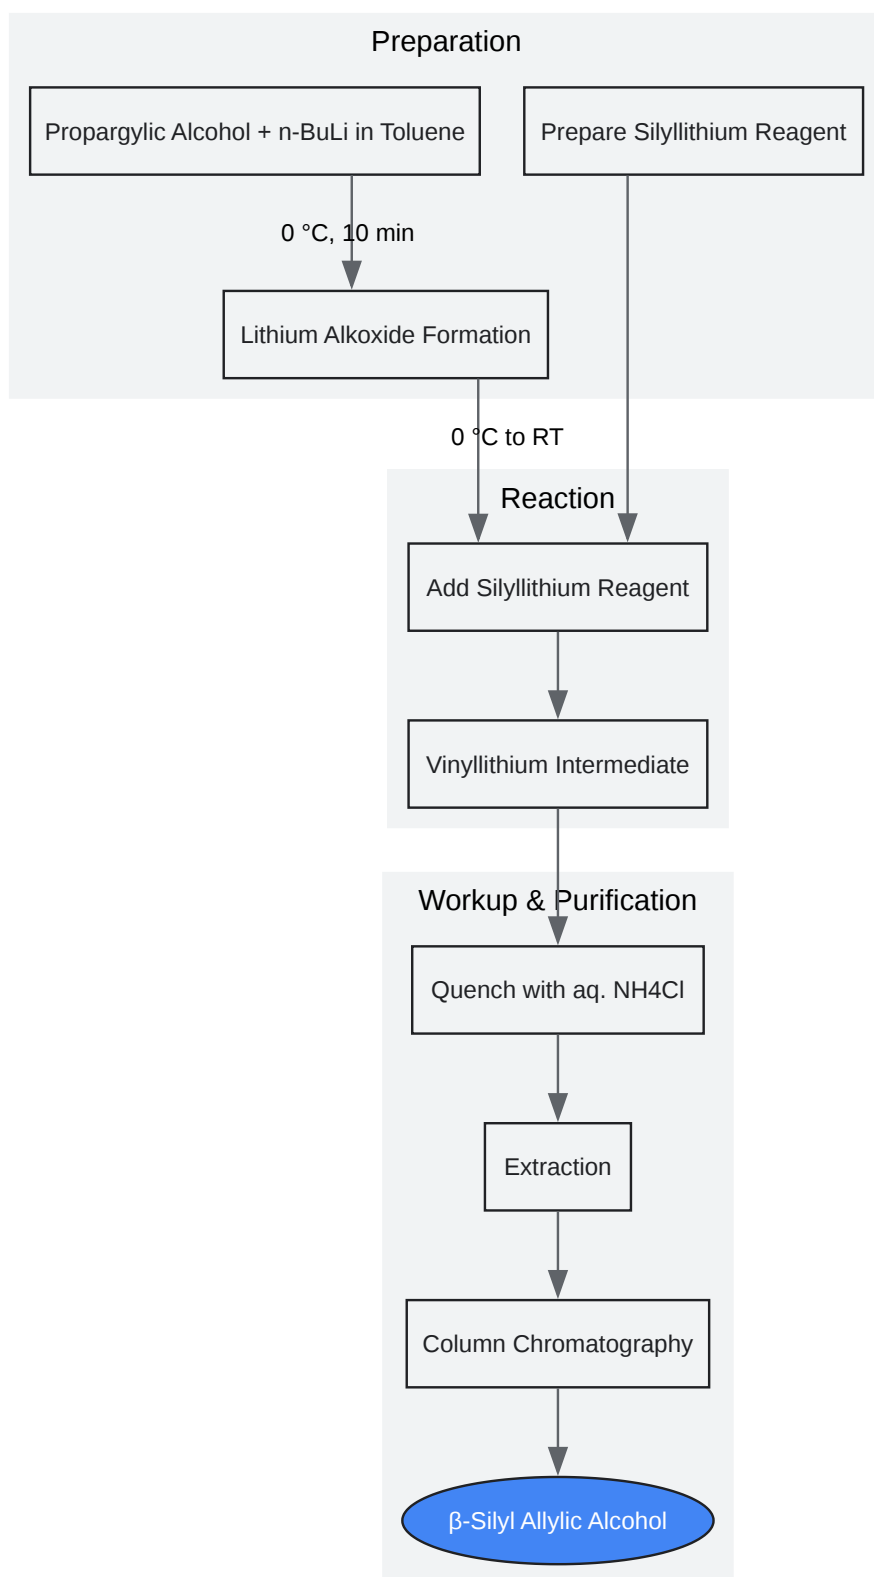 Preparation
Propargylic Alcohol + n-BuLi in Toluene
Prepare Silyllithium Reagent
0 °C, 10 min
Lithium Alkoxide Formation
0 °C to RT
Reaction
Add Silyllithium Reagent
Vinyllithium Intermediate
Workup & Purification
Quench with aq. NH4Cl
Extraction
Column Chromatography
β-Silyl Allylic Alcohol